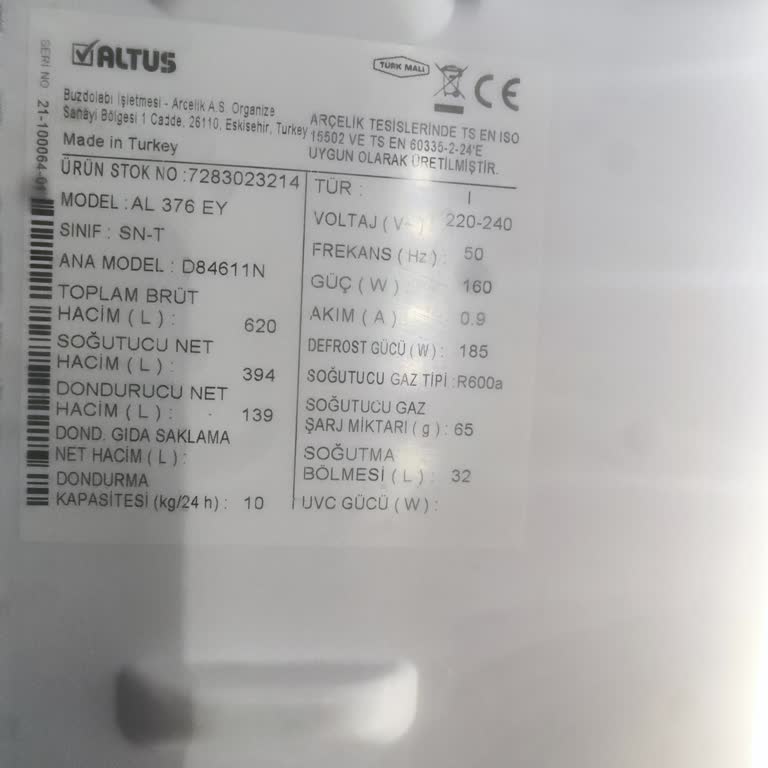 ALTUS
TÜRK MALI
CE
Buzdolabı İşletmesi - Arçelik A.S. Organize
Sanayi Bölgesi 1 Cadde, 26110, Eskisehir, Turkey
Made in Turkey
ARÇELİK TESİSLERİNDE TS EN ISO
15502 VE TS EN 60335-2-24'E
UYGUN OLARAK ÜRETİLMİŞTİR.
SERİ NO 21-100064-01
ÜRÜN STOK NO :7283023214
MODEL : AL 376 EY
SINIF : SN-T
ANA MODEL : D84611N
TOPLAM BRÜT
HACİM ( L ) : 620
SOĞUTUCU NET
HACİM ( L ) : 394
DONDURUCU NET
HACİM ( L ) : 139
DOND. GIDA SAKLAMA
NET HACİM ( L ) :
DONDURMA
KAPASİTESİ (kg/24 h) : 10
TÜR : I
VOLTAJ ( V~ ) : 220-240
FREKANS ( Hz ) : 50
GÜÇ ( W ) : 160
AKIM ( A ) : 0.9
DEFROST GÜCÜ ( W ) : 185
SOĞUTUCU GAZ TİPİ :R600a
SOĞUTUCU GAZ
ŞARJ MİKTARI ( g ) : 65
SOĞUTMA
BÖLMESİ ( L ) : 32
UVC GÜCÜ ( W ) :